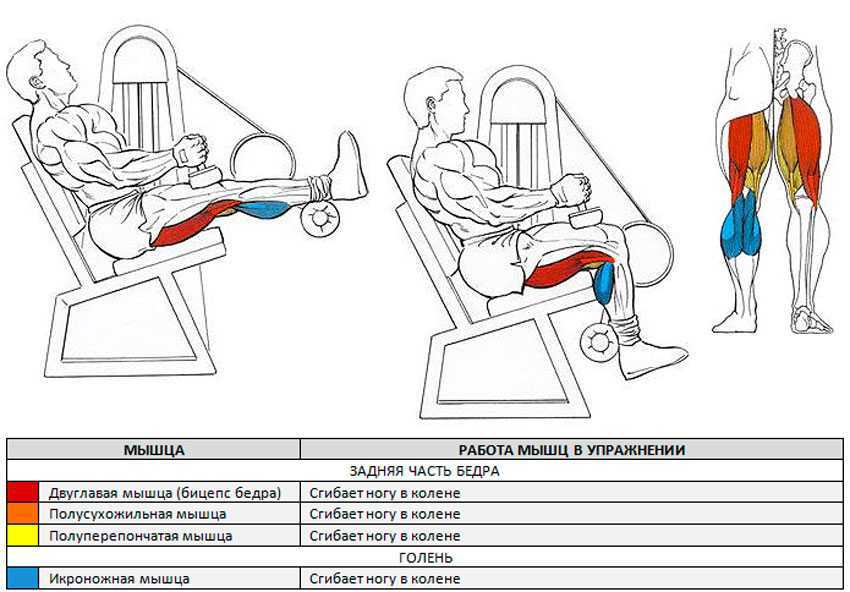 МЫШЦА РАБОТА МЫШЦ В УПРАЖНЕНИИ
ЗАДНЯЯ ЧАСТЬ БЕДРА
Двуглавая мышца (бицепс бедра) Сгибает ногу в колене
Полусухожильная мышца Сгибает ногу в колене
Полуперепончатая мышца Сгибает ногу в колене
ГОЛЕНЬ
Икроножная мышца Сгибает ногу в колене